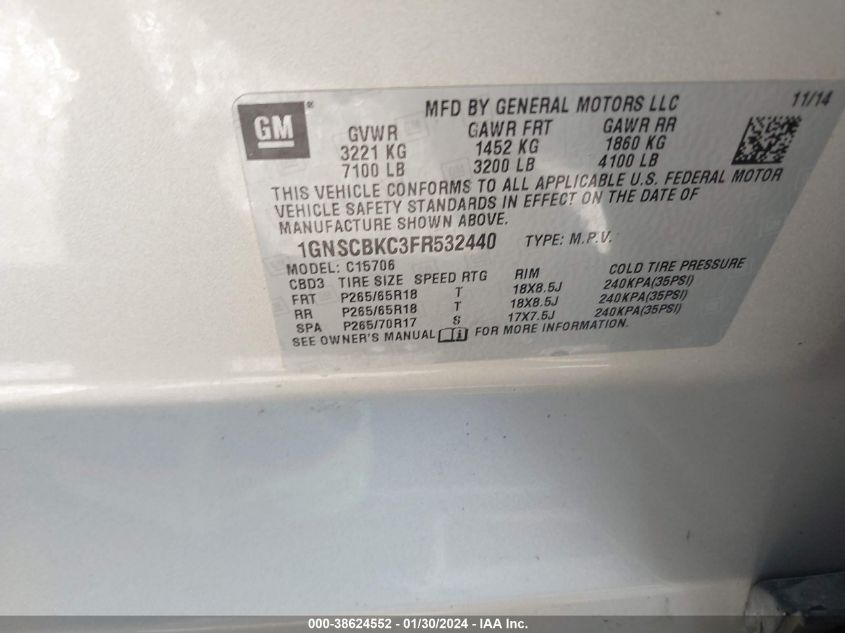 GM ® MFD BY GENERAL MOTORS LLC 11/14
GVWR GAWR FRT GAWR RR
3221 KG 1452 KG 1860 KG
7100 LB 3200 LB 4100 LB
THIS VEHICLE CONFORMS TO ALL APPLICABLE U.S. FEDERAL MOTOR
VEHICLE SAFETY STANDARDS IN EFFECT ON THE DATE OF
MANUFACTURE SHOWN ABOVE.
1GNSCBKC3FR532440 TYPE: M.P.V.
MODEL: C15706
CBD3 TIRE SIZE SPEED RTG RIM COLD TIRE PRESSURE
FRT P265/65R18 T 18X8.5J 240KPA(35PSI)
RR P265/65R18 T 18X8.5J 240KPA(35PSI)
SPA P265/70R17 S 17X7.5J 240KPA(35PSI)
SEE OWNER'S MANUAL FOR MORE INFORMATION.
000-38624552 - 01/30/2024 - IAA Inc.